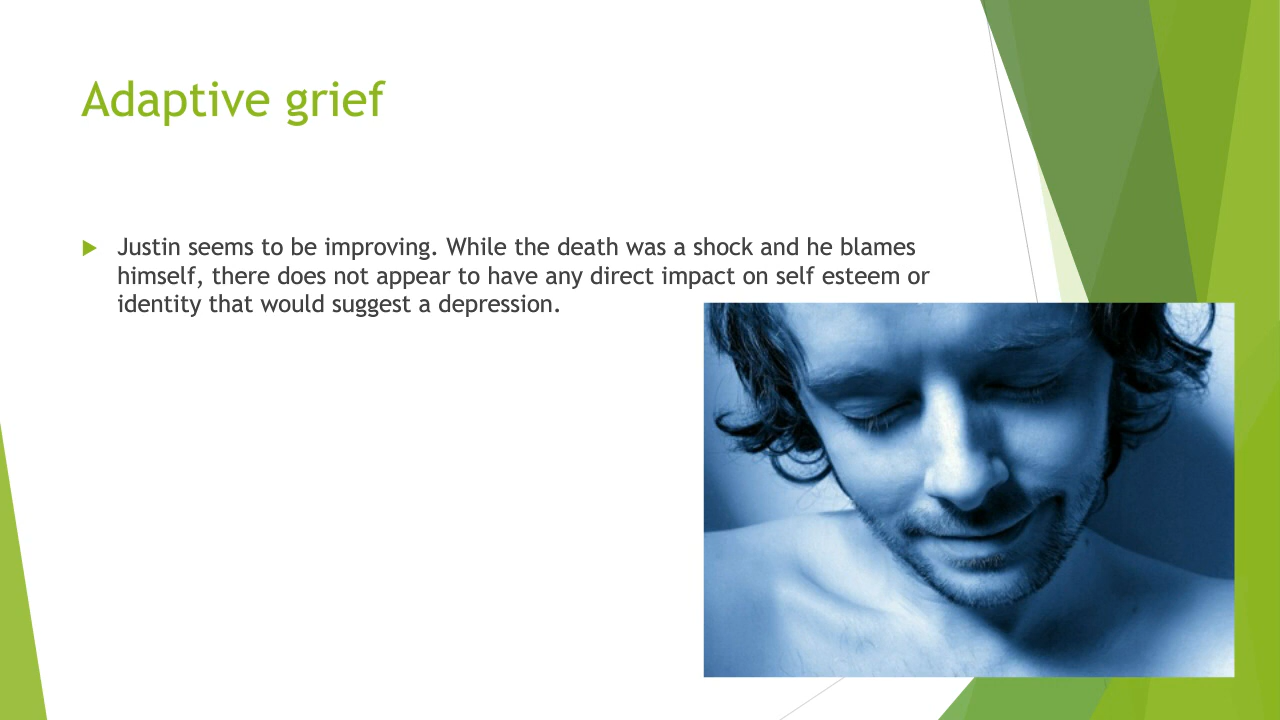 Adaptive grief
Justin seems to be improving. While the death was a shock and he blames
himself, there does not appear to have any direct impact on self esteem or
identity that would suggest a depression.